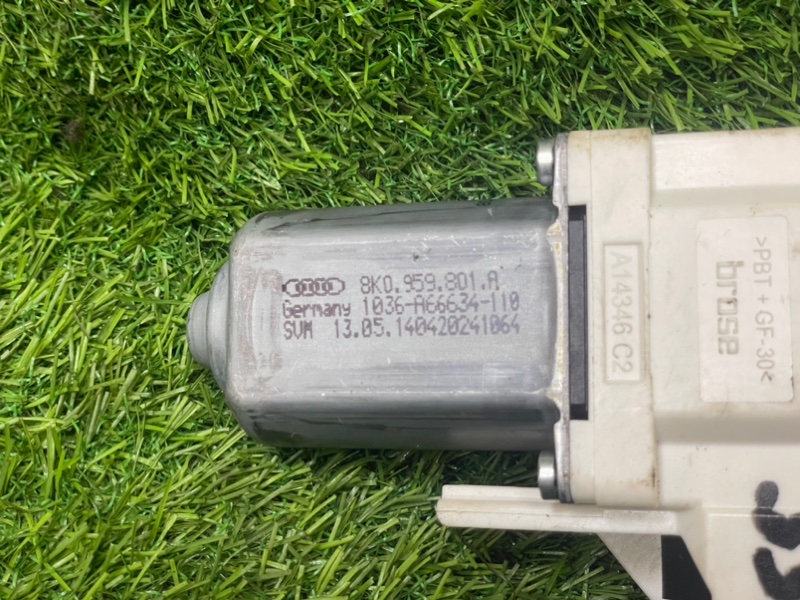 8K0.959.801.A
Germany 1036-A66634-110
SVM 13.05.140420241064
A14346 C2
>PBT + GF-30<
brose